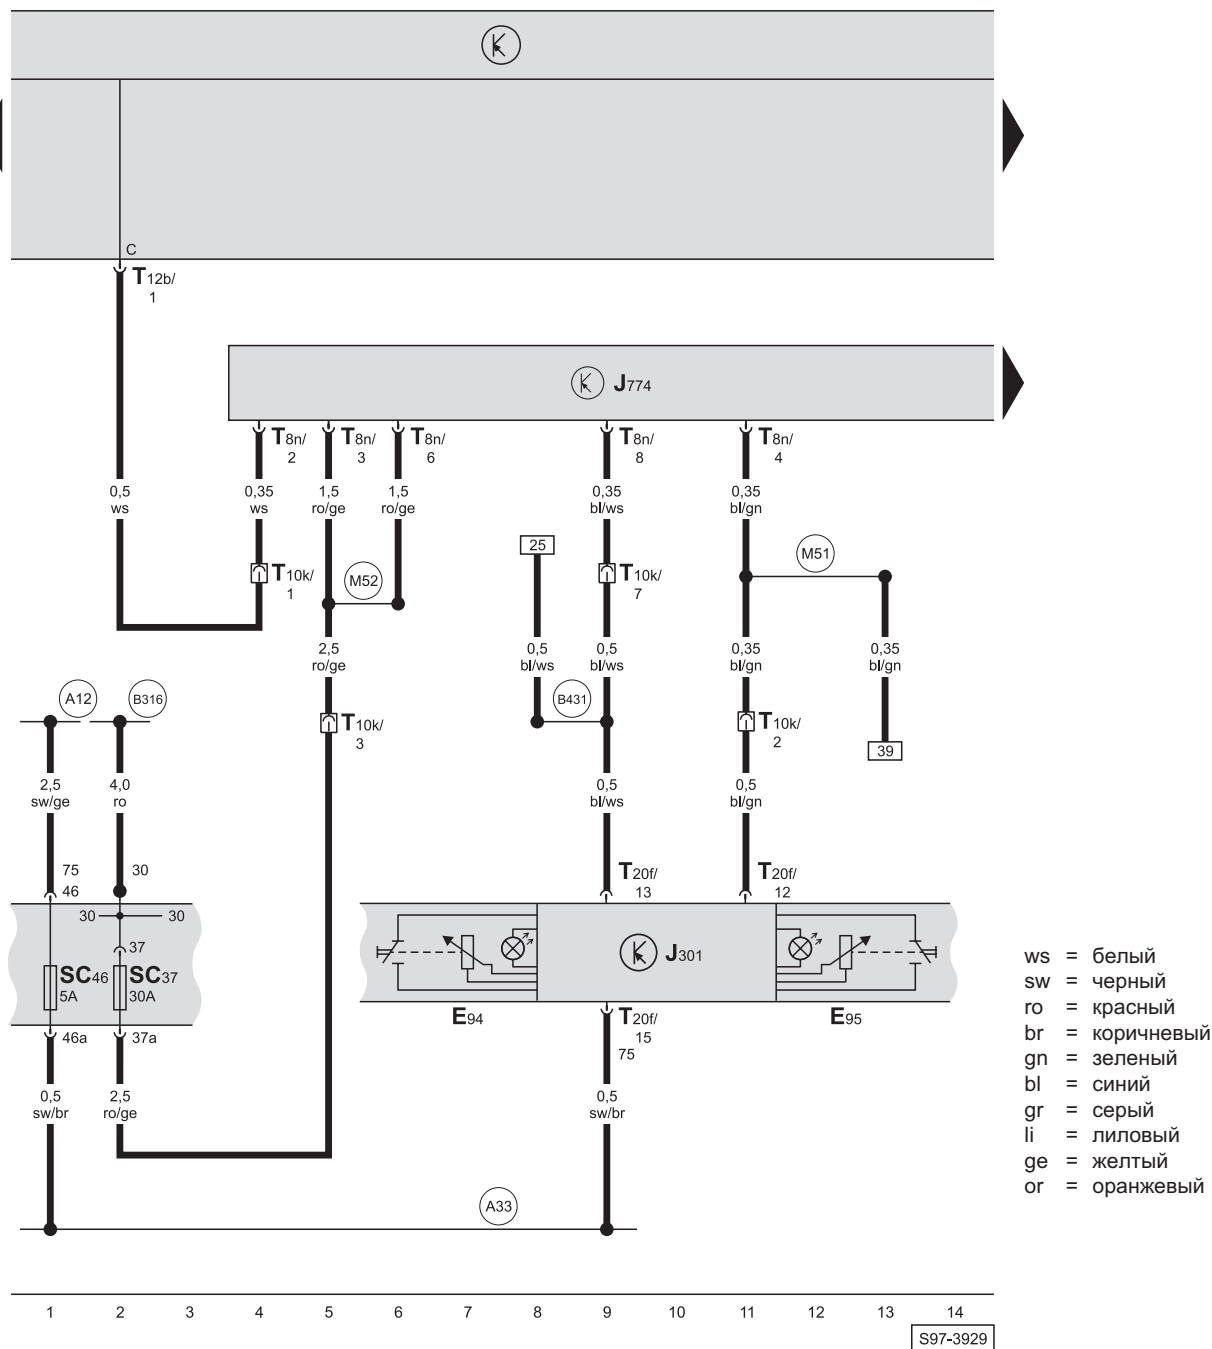 C
T12b/
1
J774
T8n/ T8n/ T8n/ T8n/ T8n/
2 3 6 8 4
0,5 0,35 1,5 1,5 0,35 0,35
ws ws ro/ge ro/ge bl/ws bl/gn
25
M51
T10k/ M52 T10k/
1 7
2,5 0,5 0,5 0,35 0,35
ro/ge bl/ws bl/ws bl/gn bl/gn
A12 B316 B431
T10k/ T10k/
3 2
39
2,5 4,0 0,5 0,5
sw/ge ro bl/ws bl/gn
75 30 T20f/ T20f/
46 13 12
30 30
37
SC46 SC37 J301
5A 30A
E94 T20f/ E95
46a 37a 15
75
0,5 2,5 0,5
sw/br ro/ge sw/br
A33
1 2 3 4 5 6 7 8 9 10 11 12 13 14
S97-3929
ws = белый
sw = черный
ro = красный
br = коричневый
gn = зеленый
bl = синий
gr = серый
li = лиловый
ge = желтый
or = оранжевый